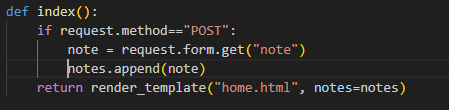 def index():
    if request.method=="POST":
        note = request.form.get("note")
        notes.append(note)
    return render_template("home.html", notes=notes)